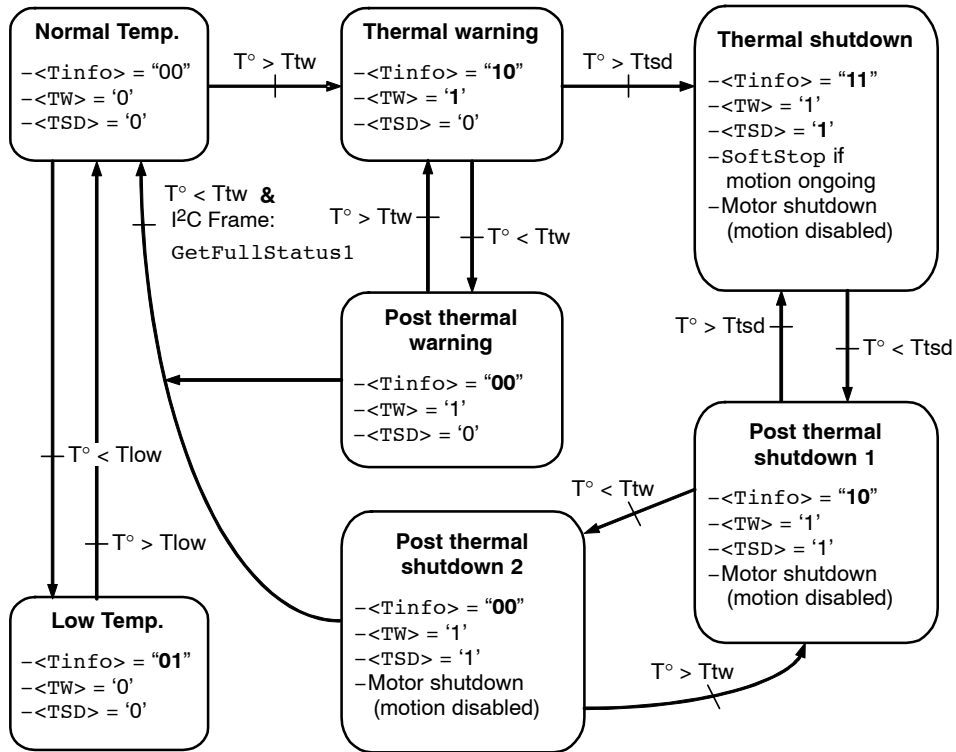 Normal Temp.
–<Tinfo> = “00”
–<TW> = ‘0’
–<TSD> = ‘0’
T° > Ttw
Thermal warning
–<Tinfo> = “10”
–<TW> = ‘1’
–<TSD> = ‘0’
T° > Ttsd
Thermal shutdown
–<Tinfo> = “11”
–<TW> = ‘1’
–<TSD> = ‘1’
–SoftStop if
motion ongoing
–Motor shutdown
(motion disabled)
T° < Ttw &
I²C Frame:
GetFullStatus1
T° > Ttw
T° < Ttw
Post thermal
warning
–<Tinfo> = “00”
–<TW> = ‘1’
–<TSD> = ‘0’
T° > Ttsd
T° < Ttsd
Post thermal
shutdown 1
–<Tinfo> = “10”
–<TW> = ‘1’
–<TSD> = ‘1’
–Motor shutdown
(motion disabled)
T° < Tlow
T° > Tlow
T° < Ttw
Post thermal
shutdown 2
–<Tinfo> = “00”
–<TW> = ‘1’
–<TSD> = ‘1’
–Motor shutdown
(motion disabled)
T° > Ttw
Low Temp.
–<Tinfo> = “01”
–<TW> = ‘0’
–<TSD> = ‘0’